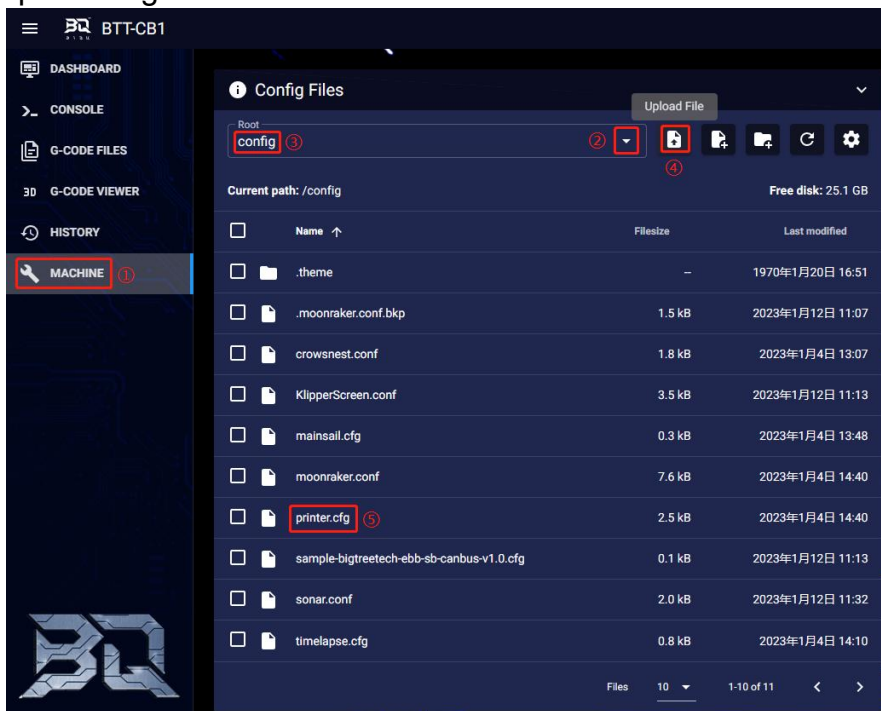 BTT-CB1
DASHBOARD
CONSOLE
G-CODE FILES
3D G-CODE VIEWER
HISTORY
MACHINE ①
Config Files
Upload File
Root
config ③ ②
④
Current path: /config Free disk: 25.1 GB
Name ↑ Filesize Last modified
.theme -- 1970年1月20日 16:51
.moonraker.conf.bkp 1.5 kB 2023年1月12日 11:07
crowsnest.conf 1.8 kB 2023年1月4日 13:07
KlipperScreen.conf 3.5 kB 2023年1月12日 11:13
mainsail.cfg 0.3 kB 2023年1月4日 13:48
moonraker.conf 7.6 kB 2023年1月4日 14:40
printer.cfg ⑤ 2.5 kB 2023年1月4日 14:40
sample-bigtreetech-ebb-sb-canbus-v1.0.cfg 0.1 kB 2023年1月12日 11:13
sonar.conf 2.0 kB 2023年1月12日 11:32
timelapse.cfg 0.8 kB 2023年1月4日 14:10
Files 10 1-10 of 11